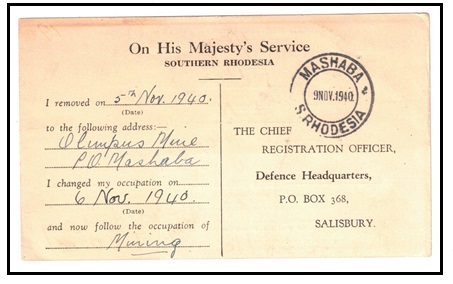 On His Majesty's Service
SOUTHERN RHODESIA
MASHABA
9 NOV. 1940
S. RHODESIA
I removed on 5th Nov. 1940.
(Date)
to the following address:—
Olimpus Mine
P.O. Mashaba
I changed my occupation on
6 Nov. 1940.
(Date)
and now follow the occupation of
Mining
THE CHIEF
REGISTRATION OFFICER,
Defence Headquarters,
P.O. BOX 368,
SALISBURY.